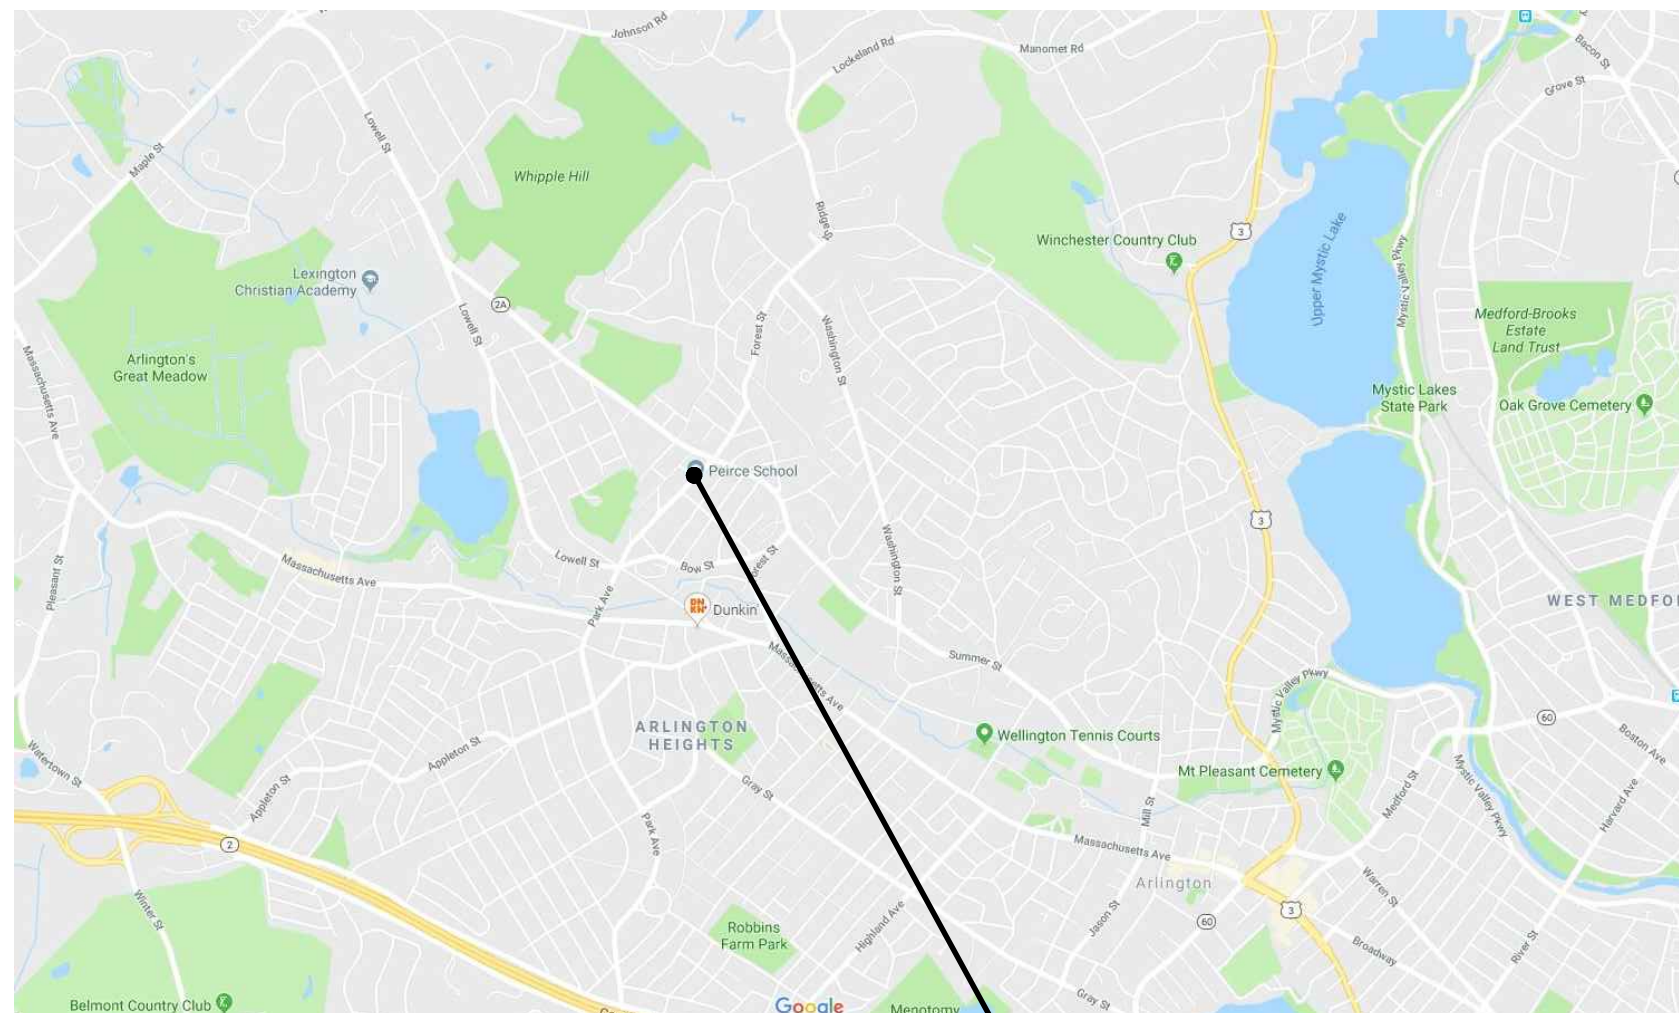 Johnson Rd
Lockeland Rd
Manomet Rd
Bacon St
Grove St
Lowell St
Maple St
Whipple Hill
Ridge St
3
Winchester Country Club
Upper Mystic Lake
Mystic Valley Pkwy
Lexington
Christian Academy
2A
Lowell St
Forest St
Washington St
Medford-Brooks
Estate
Land Trust
Massachusetts Ave
Arlington's
Great Meadow
Mystic Lakes
State Park
Oak Grove Cemetery
Peirce School
3
Washington St
Lowell St
Bow St
Forest St
Massachusetts Ave
Pleasant St
Park Ave
DN
KN'
Dunkin'
WEST MEDFO
Summer St
Massachusetts Ave
Mystic Valley Pkwy
60
ARLINGTON
HEIGHTS
Wellington Tennis Courts
Boston Ave
Appleton St
Watertown St
Mt Pleasant Cemetery
Gray St
Appleton St
Medford St
Mystic Valley Pkwy
Harvard Ave
Mill St
Park Ave
2
Massachusetts Ave
Arlington
Warren St
Winter St
Jason St
60
3
Robbins
Farm Park
Highland Ave
Broadway
River St
Belmont Country Club
Google
Menotomy
Gray St